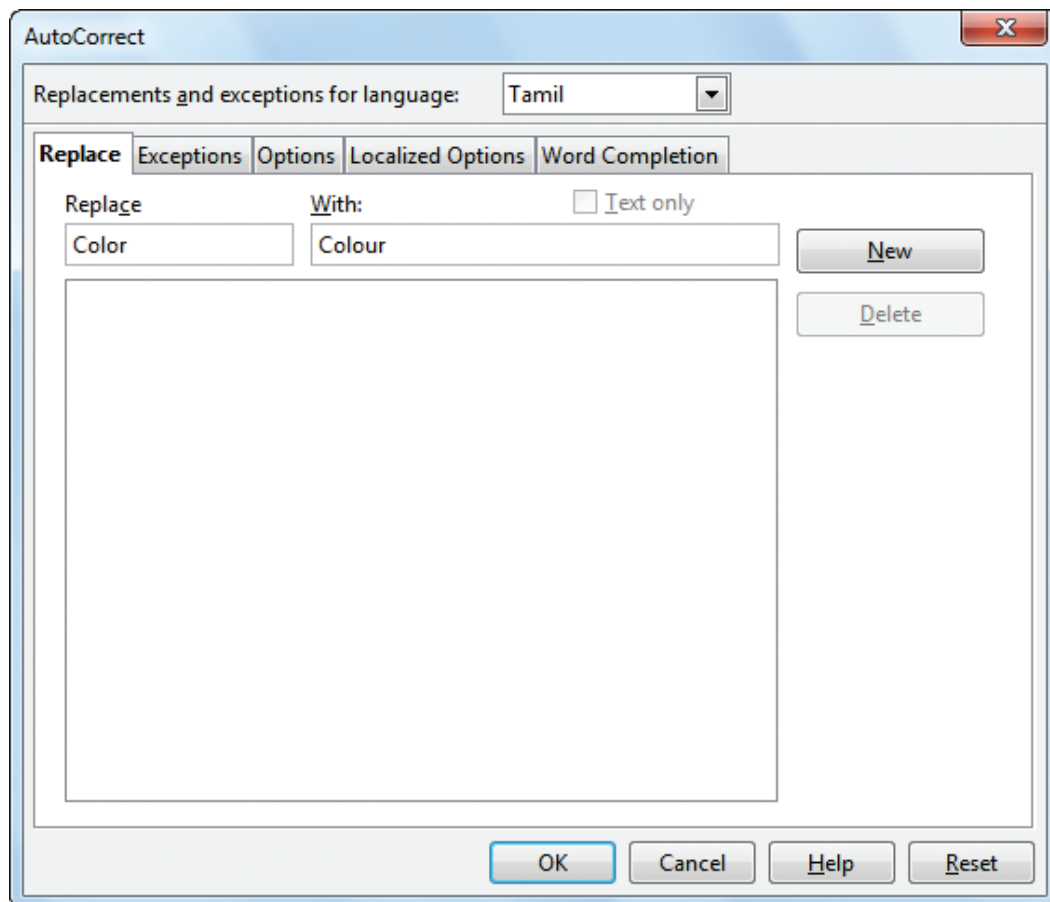 AutoCorrect
Replacements and exceptions for language: Tamil
Replace Exceptions Options Localized Options Word Completion
Replace With: Text only
Color Colour New
Delete
OK Cancel Help Reset